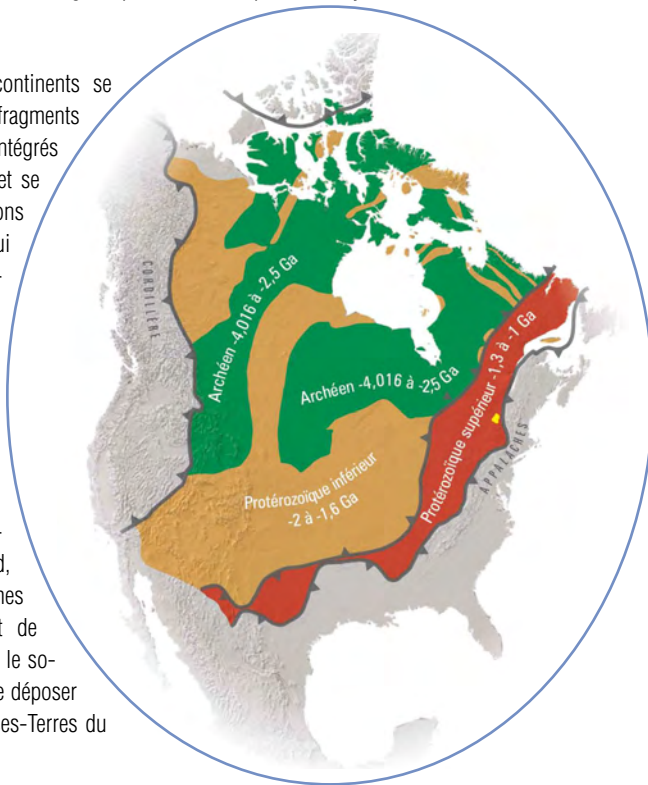 continents se
fragments
ntégrés
et se
ons
ui
-
-
d,
nes
t de
le so-
e déposer
es-Terres du
CORDILLÈRE
Archéen -4,016 à -2,5 Ga
Archéen -4,016 à -25 Ga
Protérozoïque inférieur
-2 à -1,6 Ga
Protérozoïque supérieur -1,3 à -1 Ga
APPALACHES